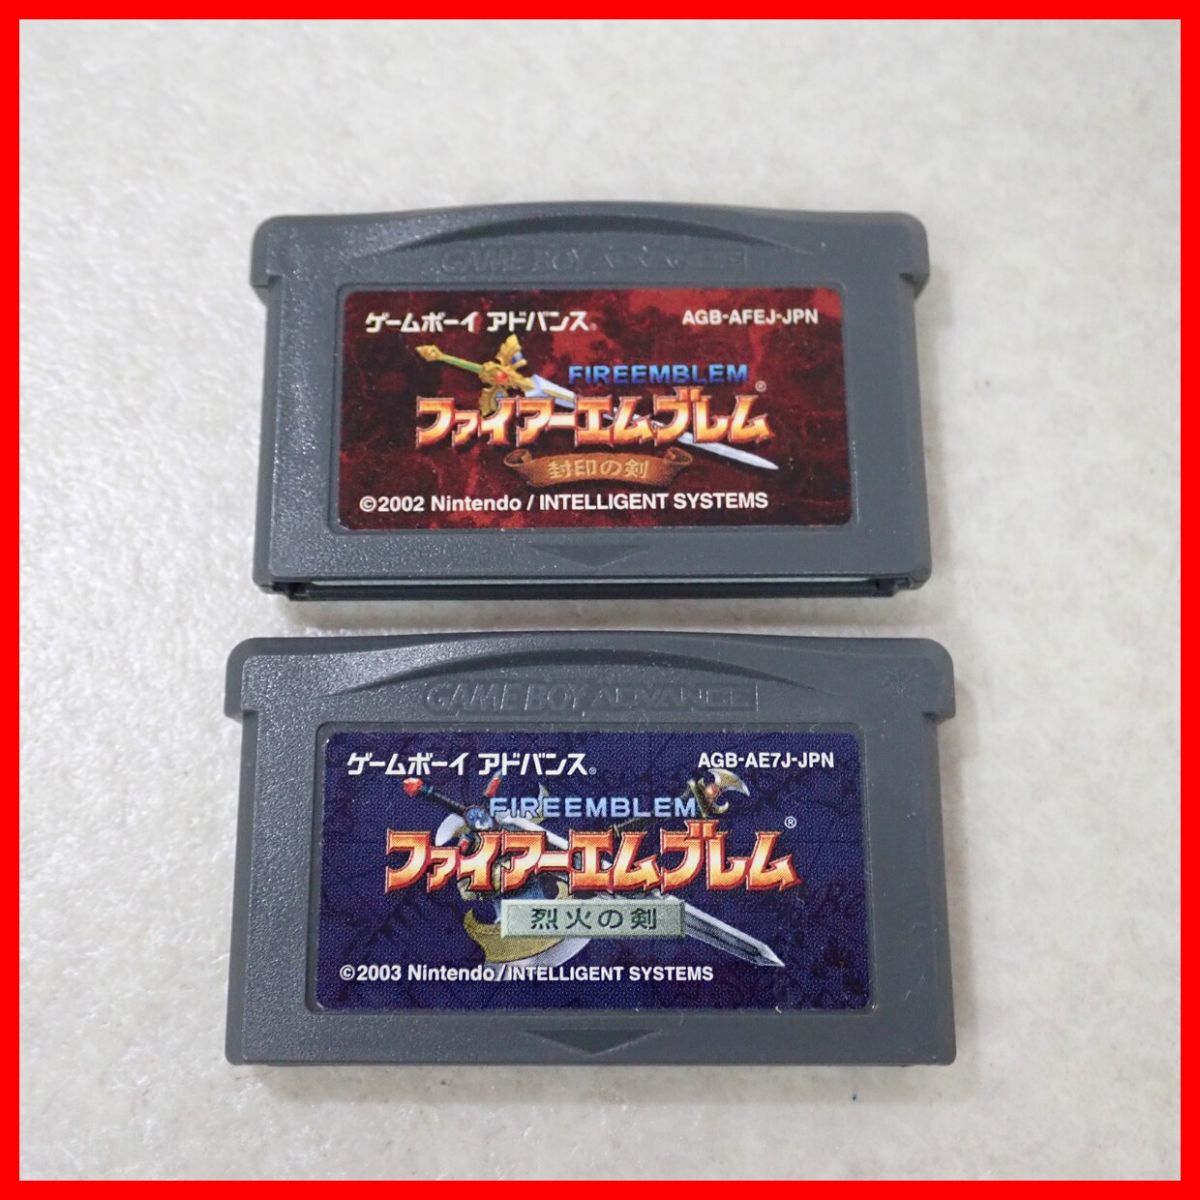 GAME BOY ADVANCE
ゲームボーイ アドバンス®
AGB-AFEJ-JPN
FIREEMBLEM
ファイアーエムブレム®
封印の剣
©2002 Nintendo / INTELLIGENT SYSTEMS
GAME BOY ADVANCE
ゲームボーイ アドバンス®
AGB-AE7J-JPN
FIREEMBLEM
ファイアーエムブレム®
烈火の剣
©2003 Nintendo/INTELLIGENT SYSTEMS